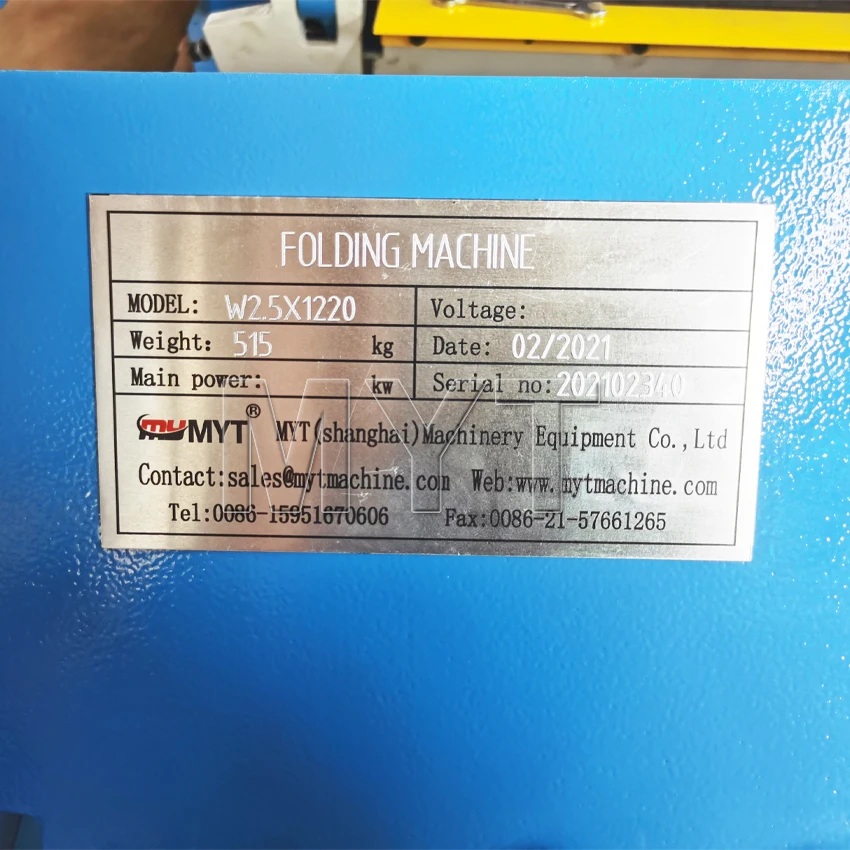 FOLDING MACHINE
MODEL: W2.5X1220 Voltage:
Weight: 515 kg Date: 02/2021
Main power: kw Serial no: 202102340
MYT® MYT(shanghai)Machinery Equipment Co.,Ltd
Contact:sales@mytmachine.com Web:www.mytmachine.com
Tel:0086-15951670606 Fax:0086-21-57661265
MYT